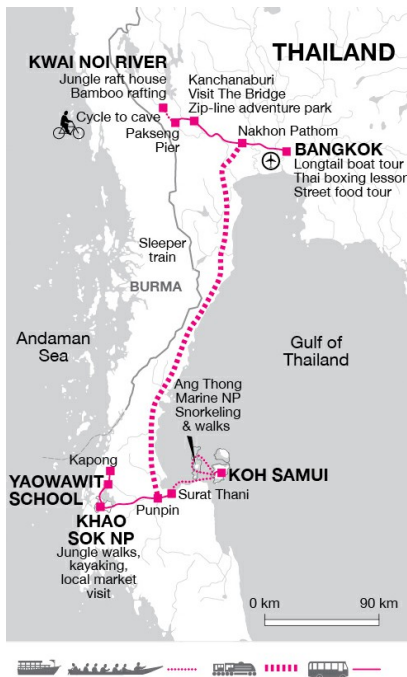 THAILAND
KWAI NOI RIVER
Jungle raft house
Bamboo rafting
Cycle to cave
Pakseng
Pier
Kanchanaburi
Visit The Bridge
Zip-line adventure park
Nakhon Pathom
BANGKOK
Longtail boat tour
Thai boxing lesson
Street food tour
Sleeper
train
BURMA
Andaman
Sea
Gulf of
Thailand
Ang Thong
Marine NP
Snorkeling
& walks
Kapong
YAOWAWIT
SCHOOL
KOH SAMUI
Surat Thani
Punpin
KHAO
SOK NP
Jungle walks,
kayaking,
local market
visit
0 km
90 km